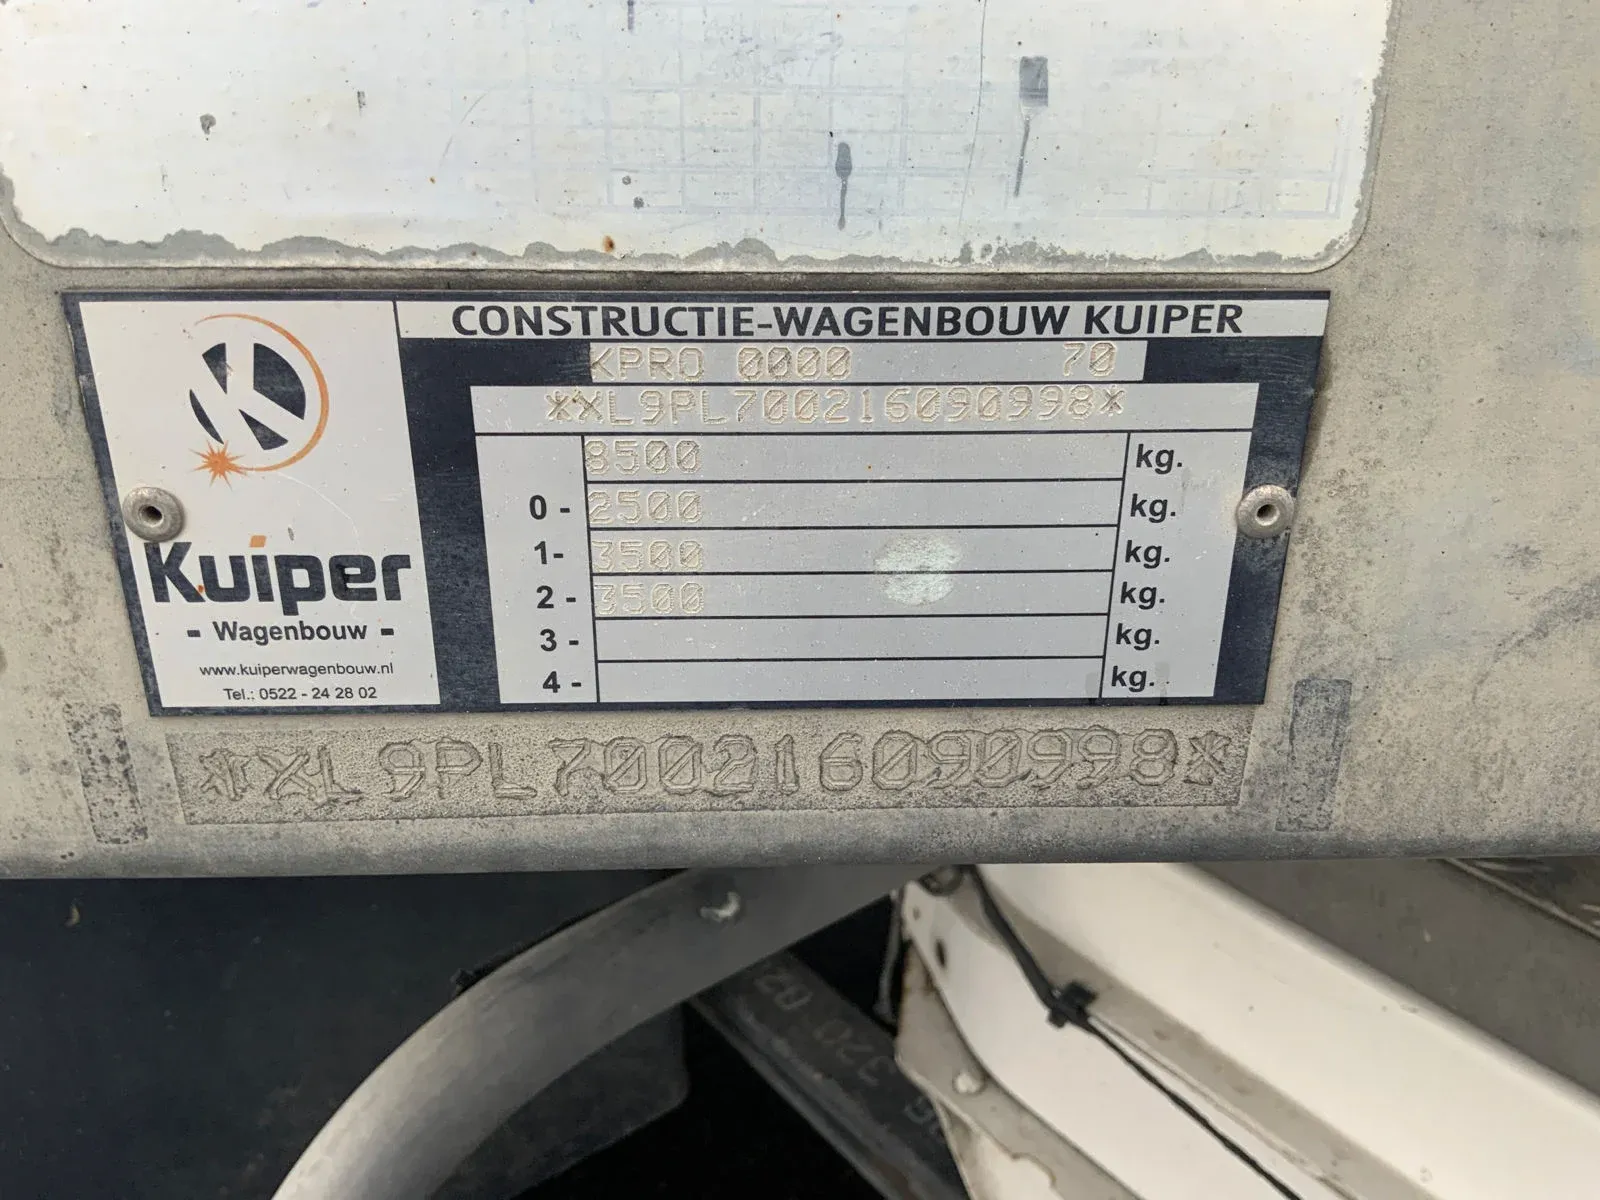 CONSTRUCTIE-WAGENBOUW KUIPER
KPRO 0000 70
**XL9PL700216090998*
8500 kg.
0- 2500 kg.
1- 3500 kg.
2- 3500 kg.
3- kg.
4- kg.
K
Kuiper
- Wagenbouw -
www.kuiperwagenbouw.nl
Tel.: 0522 - 24 28 02
*XL9PL700216090998*